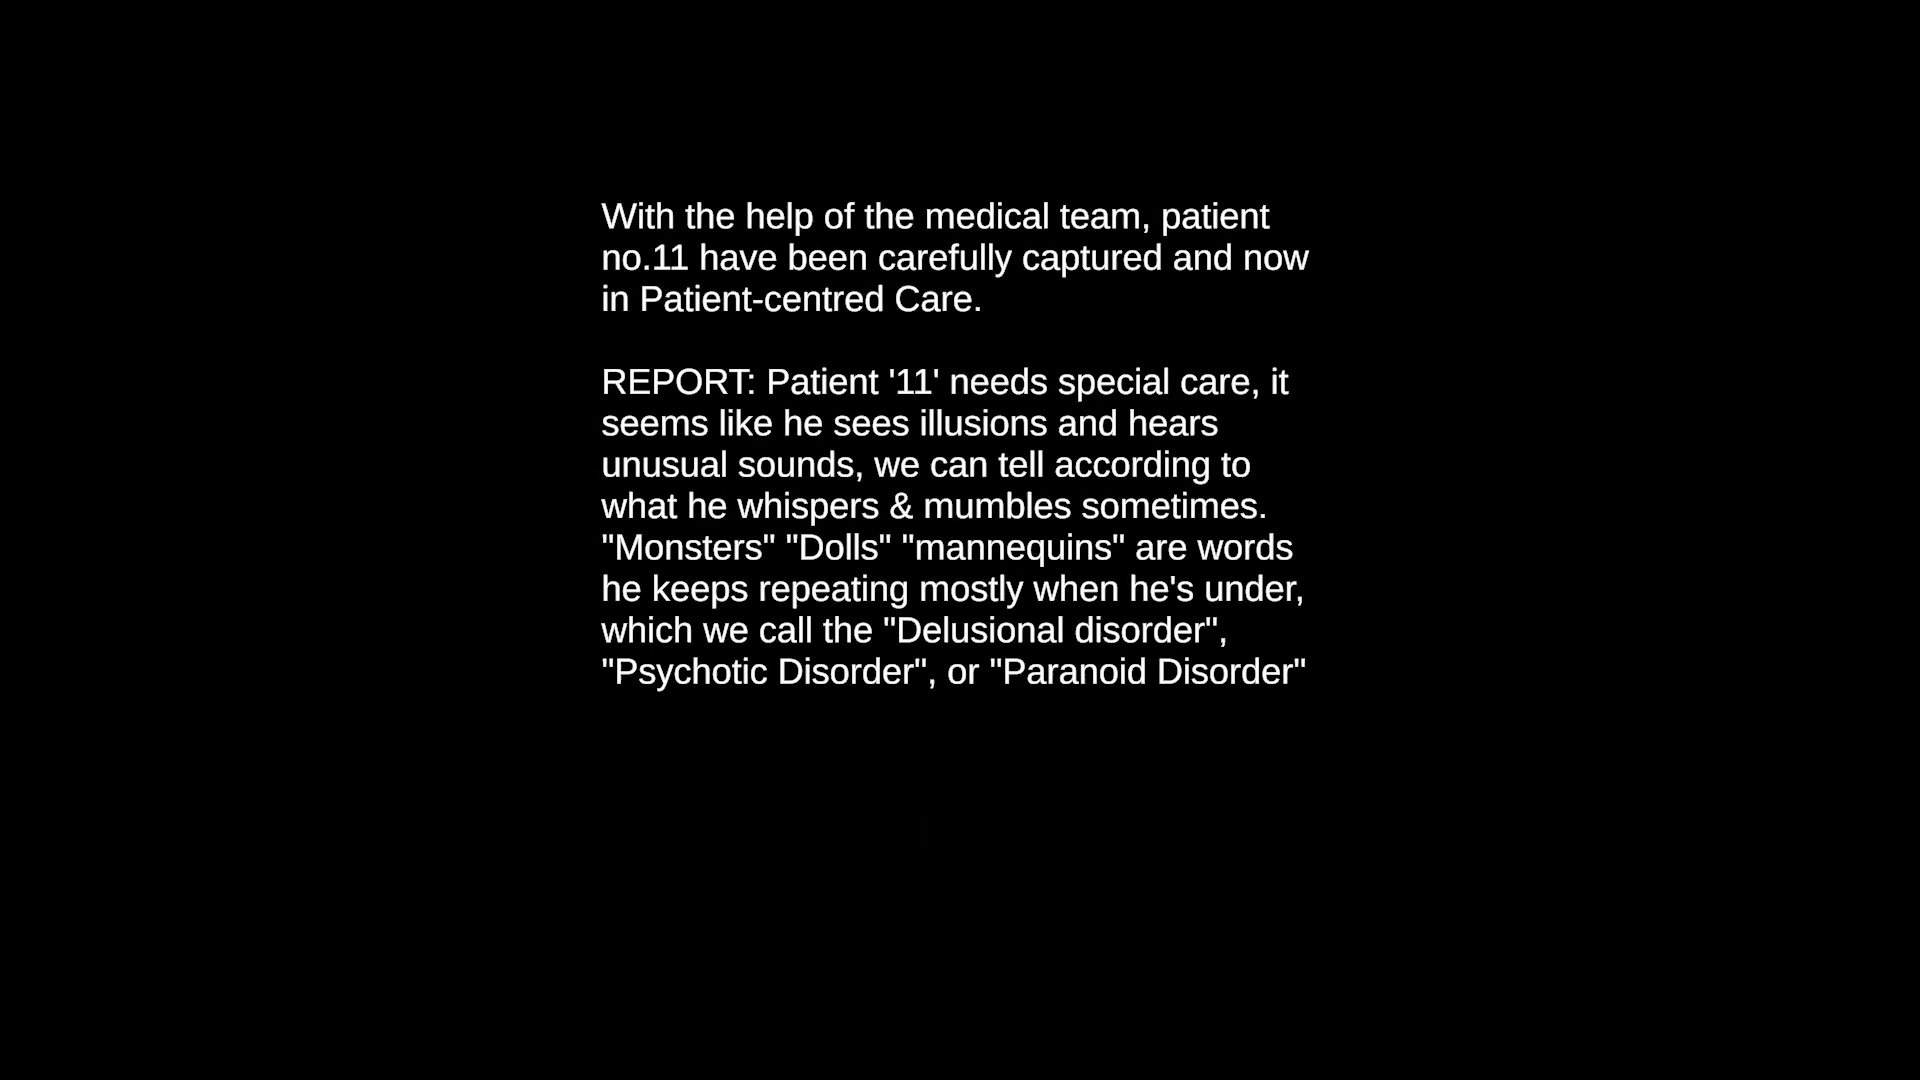 With the help of the medical team, patient
no.11 have been carefully captured and now
in Patient-centred Care.
REPORT: Patient '11' needs special care, it
seems like he sees illusions and hears
unusual sounds, we can tell according to
what he whispers & mumbles sometimes.
"Monsters" "Dolls" "mannequins" are words
he keeps repeating mostly when he's under,
which we call the "Delusional disorder",
"Psychotic Disorder", or "Paranoid Disorder"